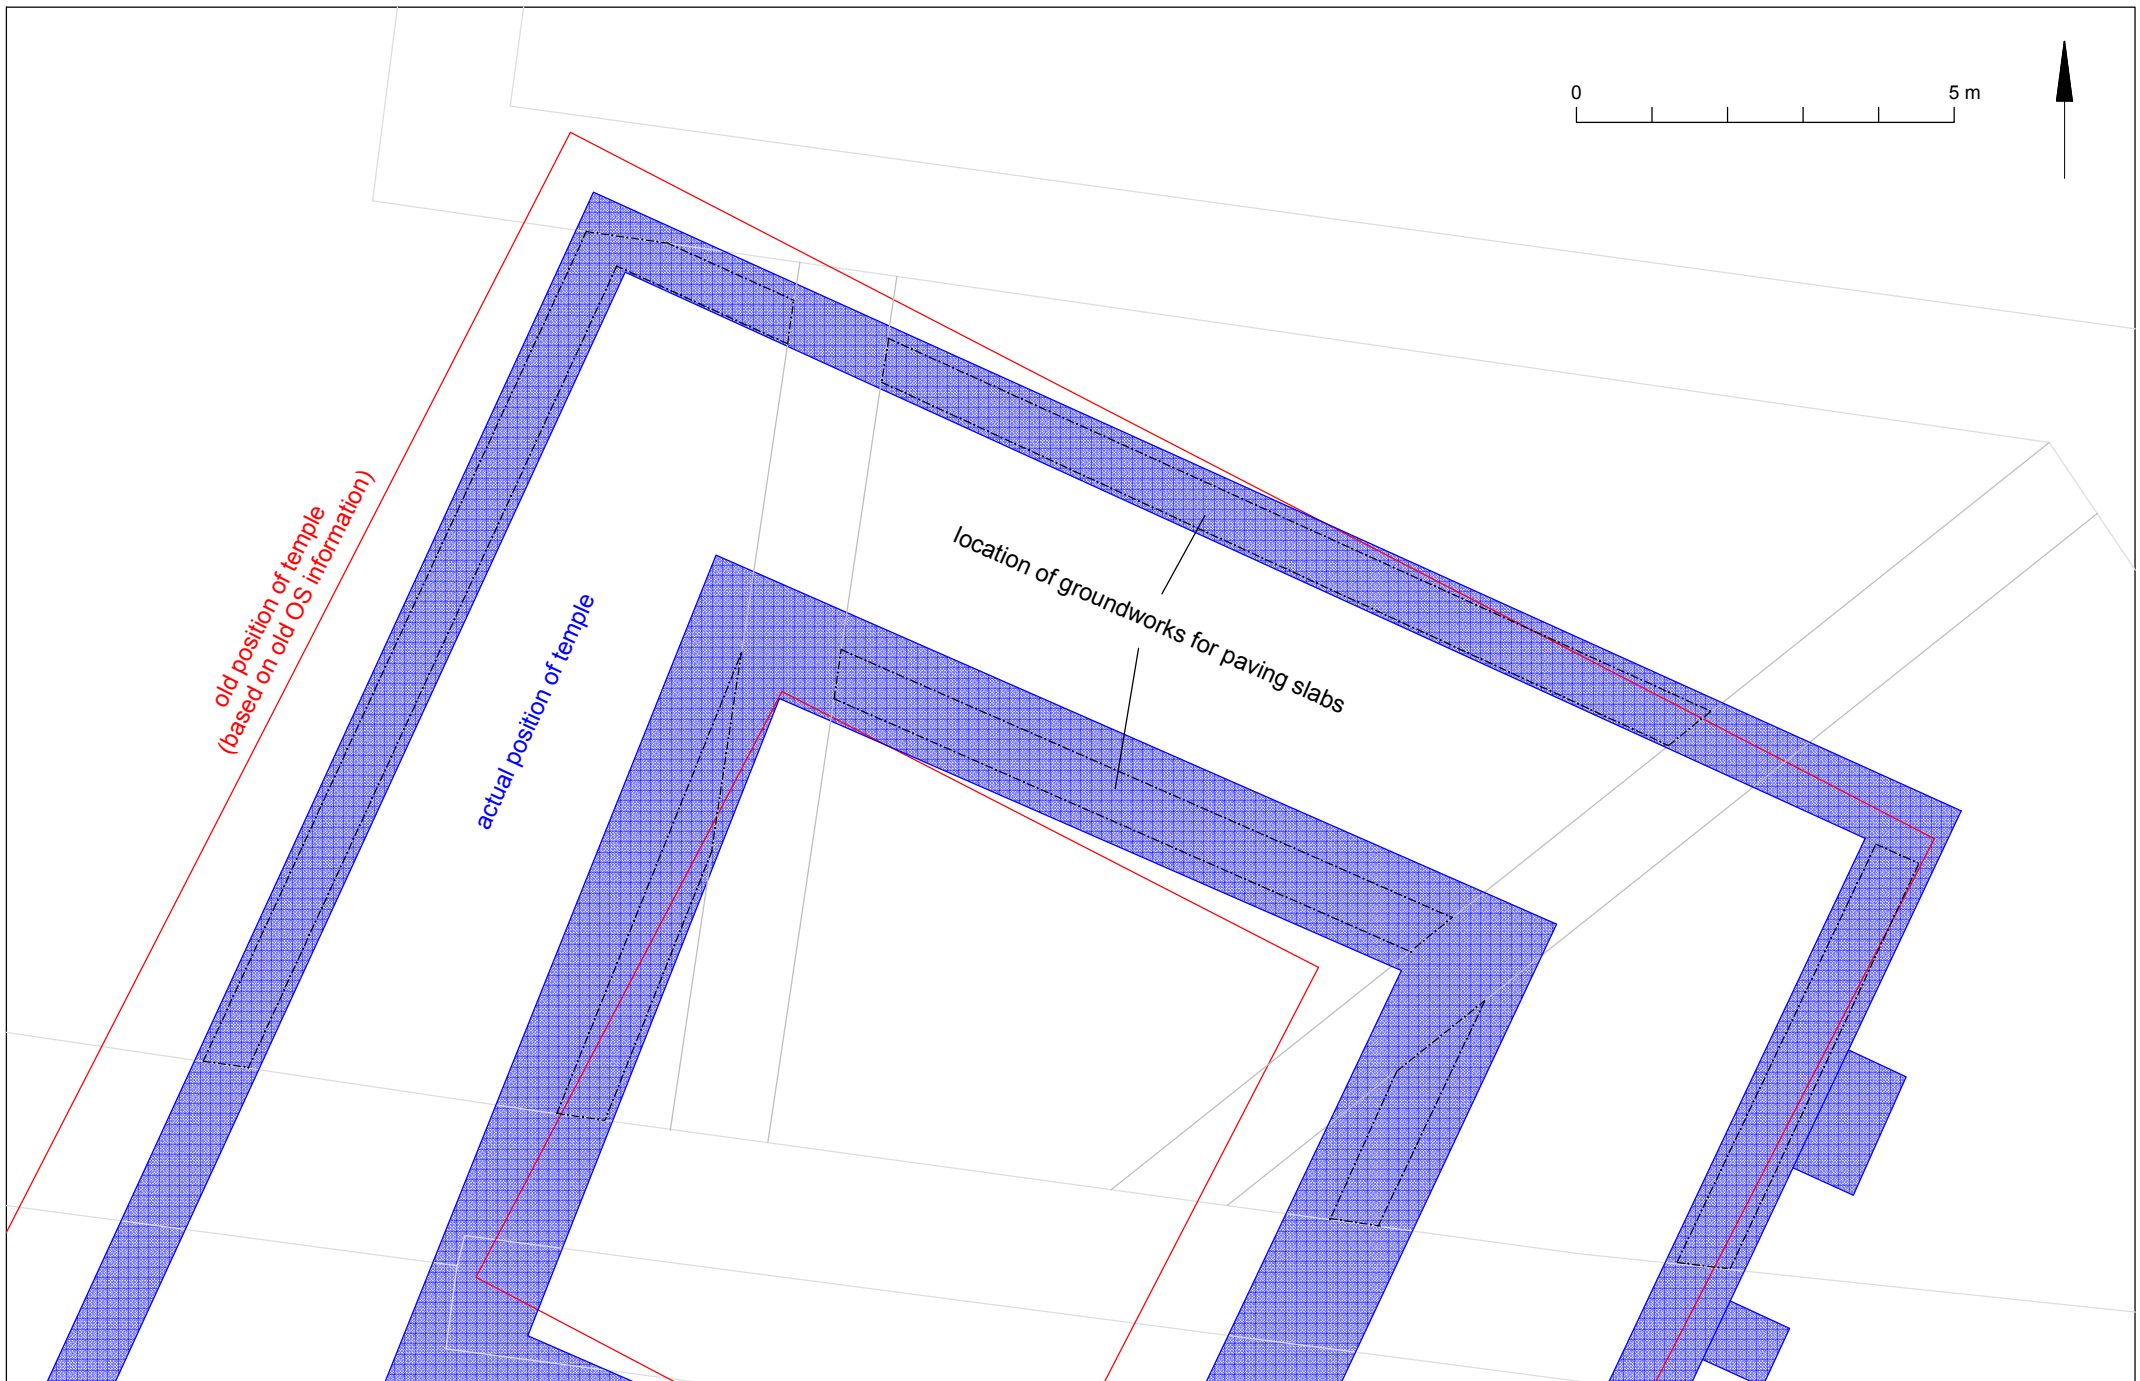 0 5 m
old position of temple
(based on old OS information)
actual position of temple
location of groundworks for paving slabs